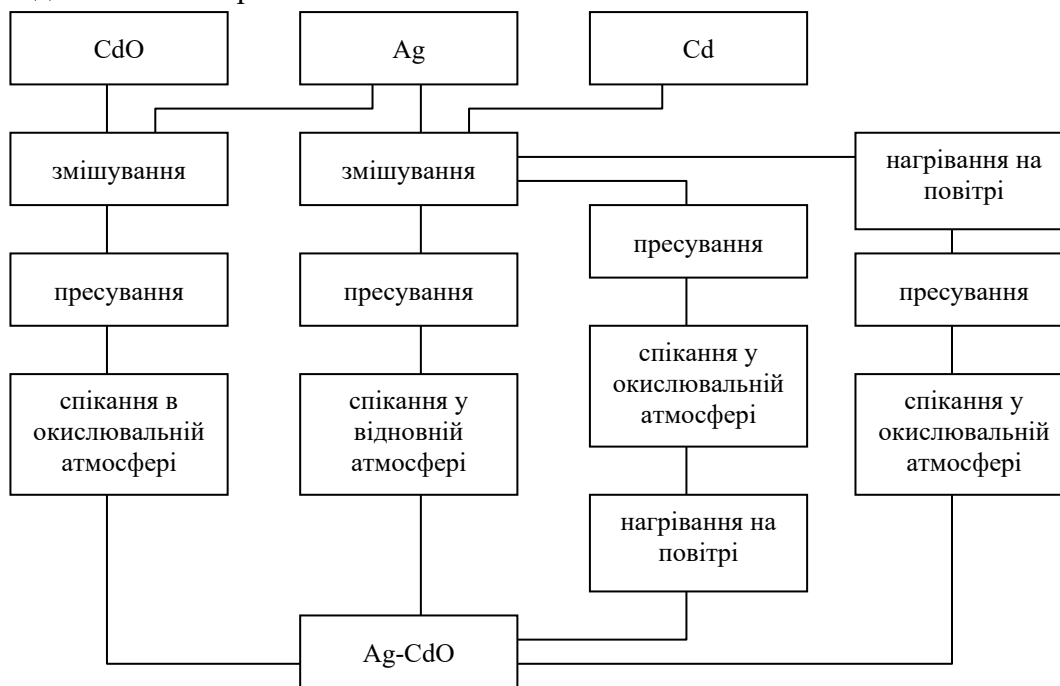 CdO
Ag
Cd
змішування
змішування
нагрівання на
повітрі
пресування
пресування
пресування
пресування
спікання в
окислювальній
атмосфері
спікання у
відновній
атмосфері
спікання у
окислювальній
атмосфері
спікання у
окислювальній
атмосфері
нагрівання на
повітрі
Ag-CdO